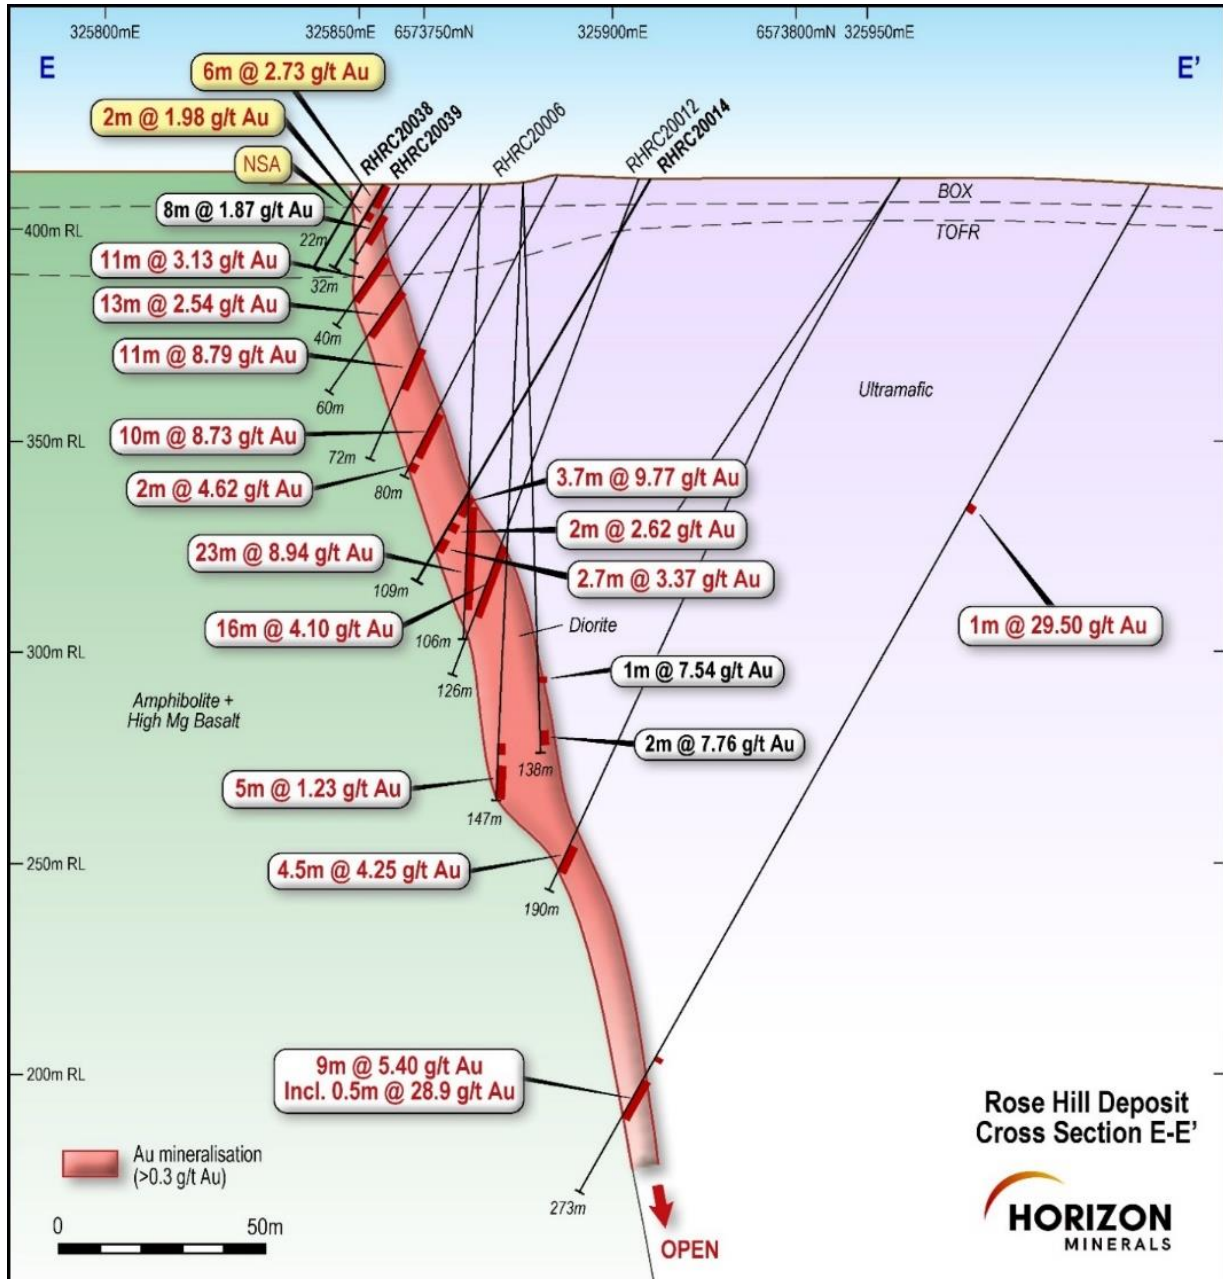 325800mE
325850mE
6573750mN
325900mE
6573800mN
325950mE
E
E'
6m @ 2.73 g/t Au
2m @ 1.98 g/t Au
NSA
8m @ 1.87 g/t Au
RHRC20038
RHRC20039
RHRC20006
RHRC20012
RHRC20014
BOX
TOFR
400m RL
22m
32m
11m @ 3.13 g/t Au
13m @ 2.54 g/t Au
40m
11m @ 8.79 g/t Au
60m
Ultramafic
10m @ 8.73 g/t Au
350m RL
72m
2m @ 4.62 g/t Au
80m
3.7m @ 9.77 g/t Au
2m @ 2.62 g/t Au
2.7m @ 3.37 g/t Au
23m @ 8.94 g/t Au
109m
16m @ 4.10 g/t Au
106m
Diorite
1m @ 29.50 g/t Au
300m RL
126m
1m @ 7.54 g/t Au
Amphibolite +
High Mg Basalt
2m @ 7.76 g/t Au
138m
5m @ 1.23 g/t Au
147m
250m RL
4.5m @ 4.25 g/t Au
190m
200m RL
9m @ 5.40 g/t Au
Incl. 0.5m @ 28.9 g/t Au
273m
OPEN
Au mineralisation
(>0.3 g/t Au)
0
50m
Rose Hill Deposit
Cross Section E-E'
HORIZON
MINERALS